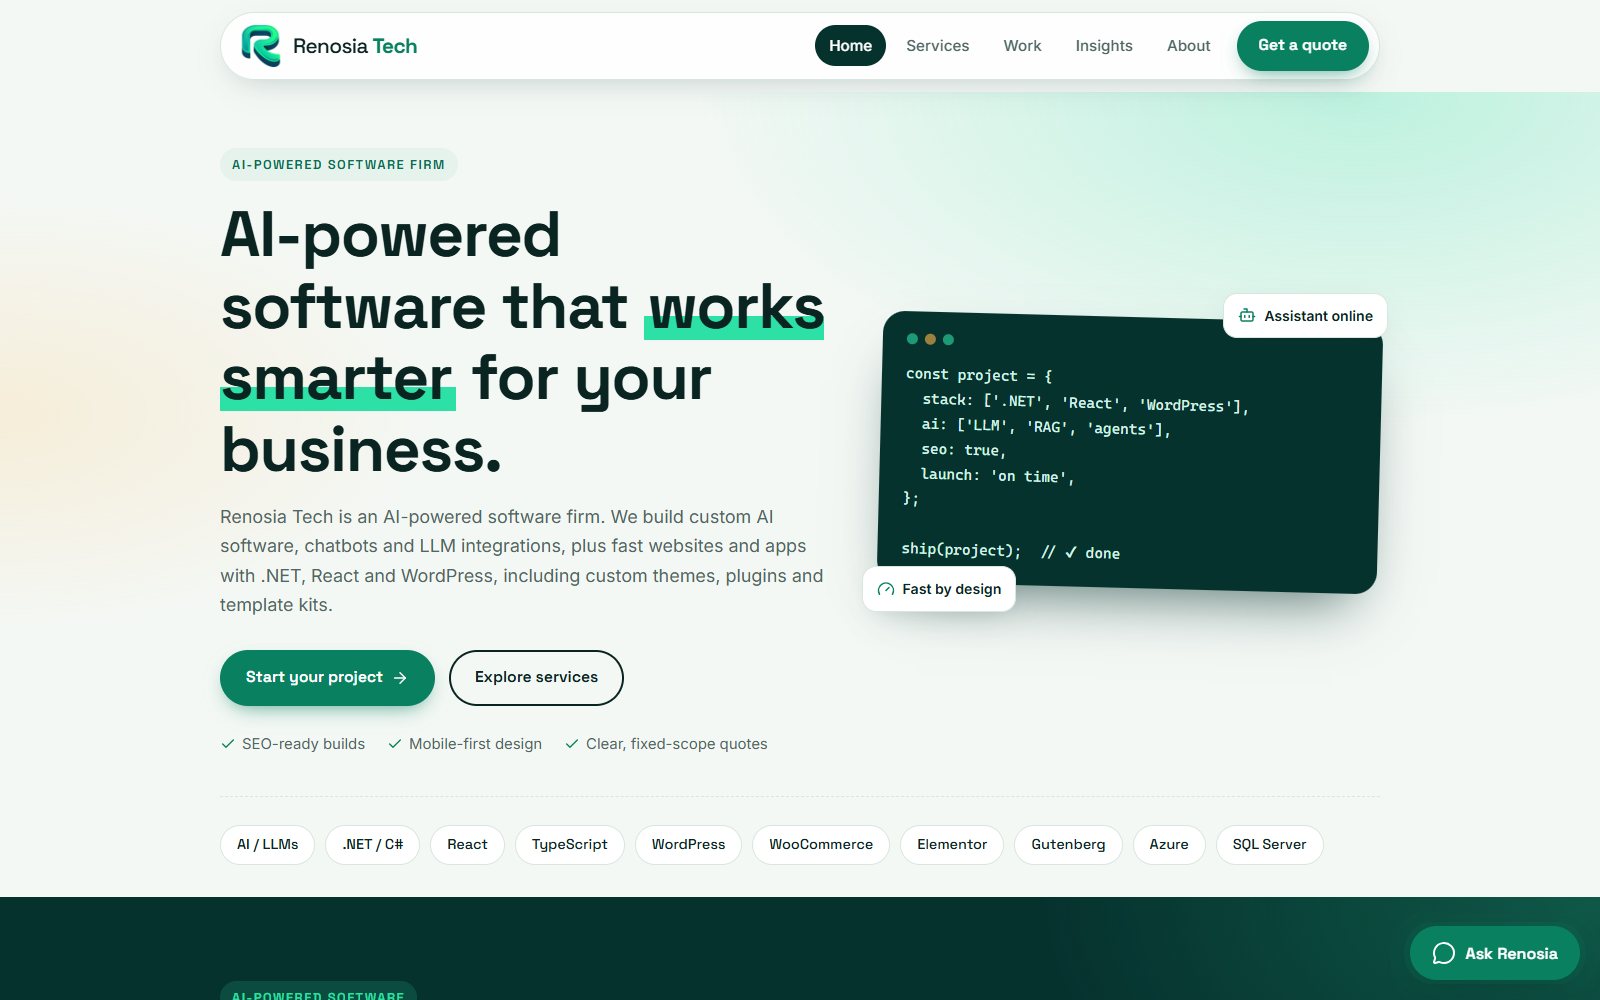 Renosia Tech
Home
Services
Work
Insights
About
Get a quote
AI-POWERED SOFTWARE FIRM
AI-powered
software that works
smarter for your
business.
Renosia Tech is an AI-powered software firm. We build custom AI
software, chatbots and LLM integrations, plus fast websites and apps
with .NET, React and WordPress, including custom themes, plugins and
template kits.
Start your project →
Explore services
✓ SEO-ready builds
✓ Mobile-first design
✓ Clear, fixed-scope quotes
Assistant online
const project = {
  stack: ['.NET', 'React', 'WordPress'],
  ai: ['LLM', 'RAG', 'agents'],
  seo: true,
  launch: 'on time',
};
ship(project);  // ✓ done
Fast by design
AI / LLMs
.NET / C#
React
TypeScript
WordPress
WooCommerce
Elementor
Gutenberg
Azure
SQL Server
AI-POWERED SOFTWARE
Ask Renosia